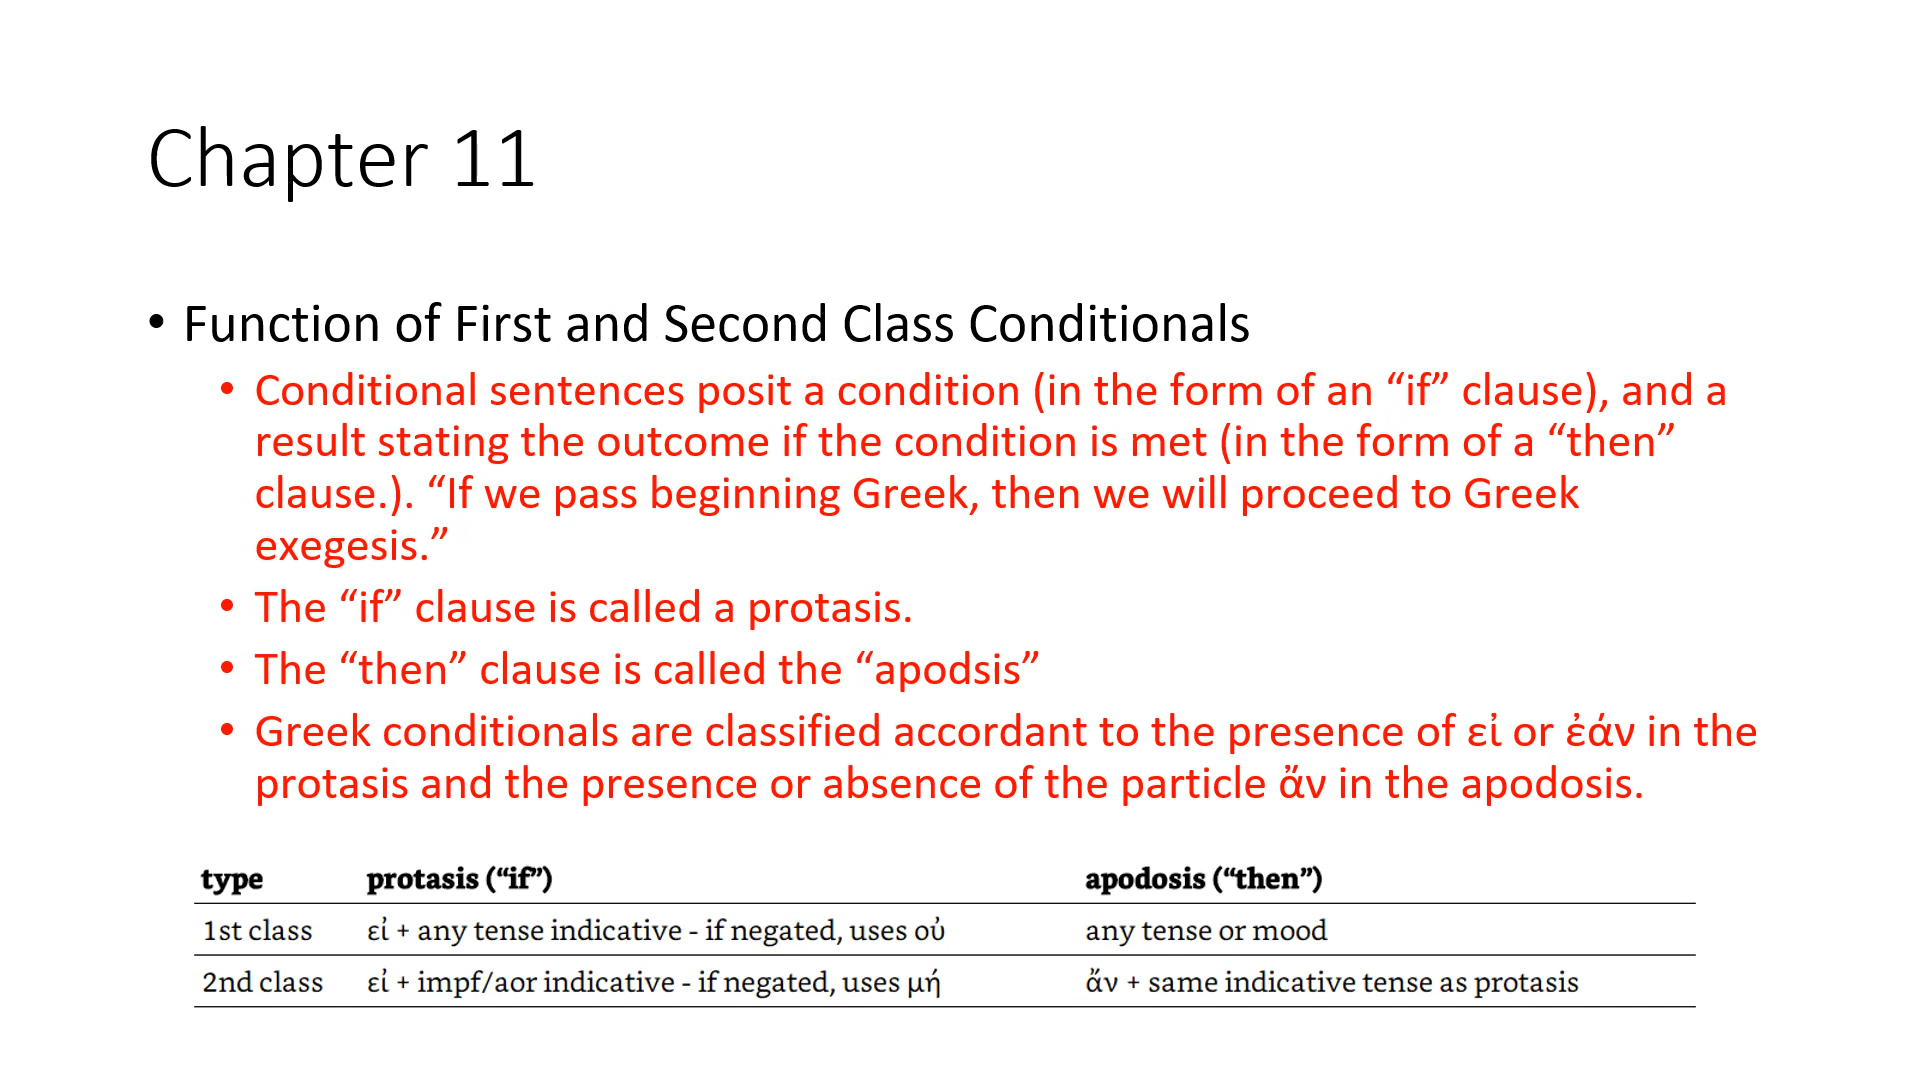 Chapter 11
• Function of First and Second Class Conditionals
• Conditional sentences posit a condition (in the form of an “if” clause), and a
result stating the outcome if the condition is met (in the form of a “then”
clause.). “If we pass beginning Greek, then we will proceed to Greek
exegesis.”
• The “if” clause is called a protasis.
• The “then” clause is called the “apodsis”
• Greek conditionals are classified accordant to the presence of εἰ or ἐάν in the
protasis and the presence or absence of the particle ἄν in the apodosis.
type protasis (“if”) apodosis (“then”)
1st class εἰ + any tense indicative - if negated, uses οὐ any tense or mood
2nd class εἰ + impf/aor indicative - if negated, uses μή ἄν + same indicative tense as protasis